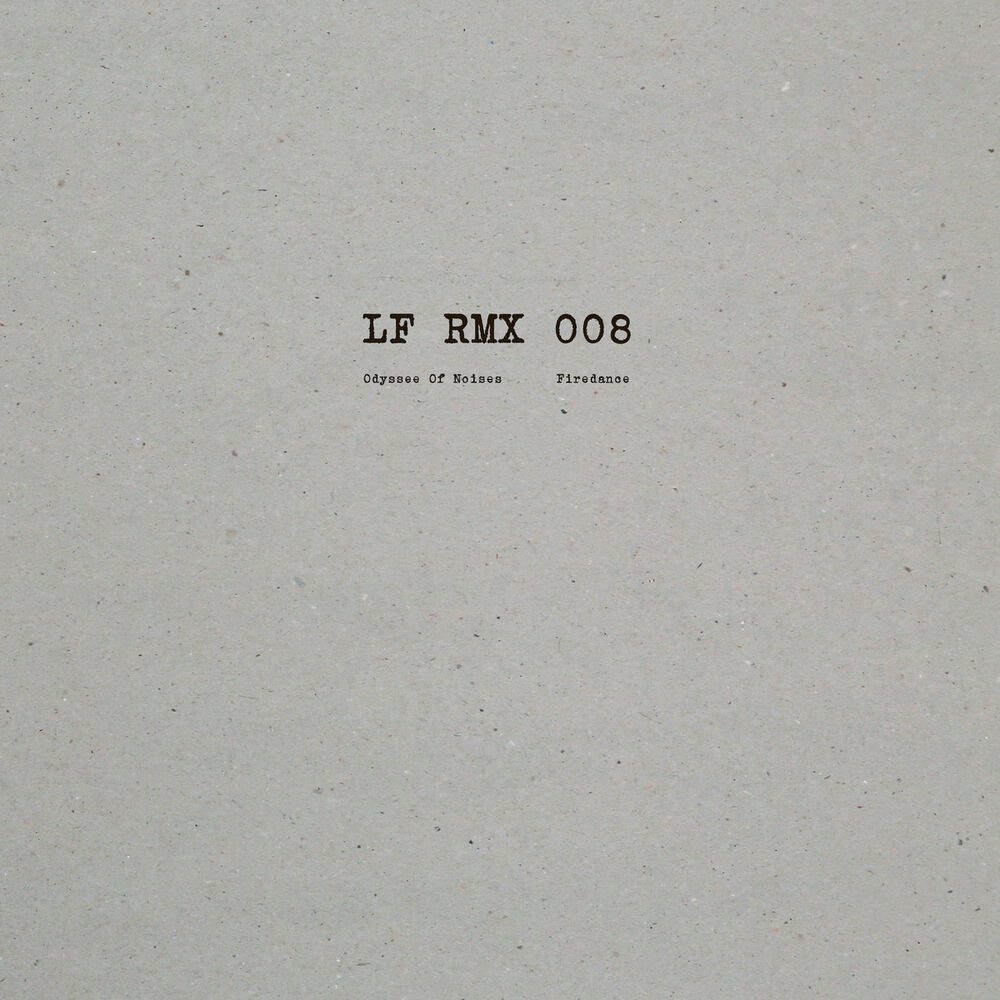 LF RMX 008
Odyssee Of Noises Firedance